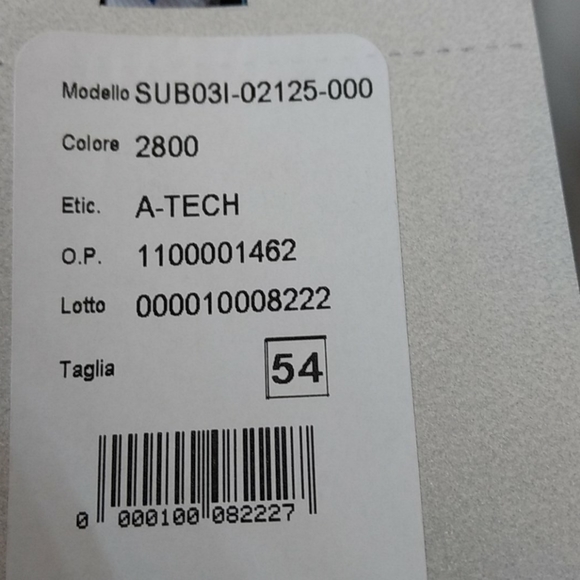 Modello SUB03I-02125-000
Colore 2800
Etic. A-TECH
O.P. 1100001462
Lotto 000010008222
Taglia 54
0 000100 082227